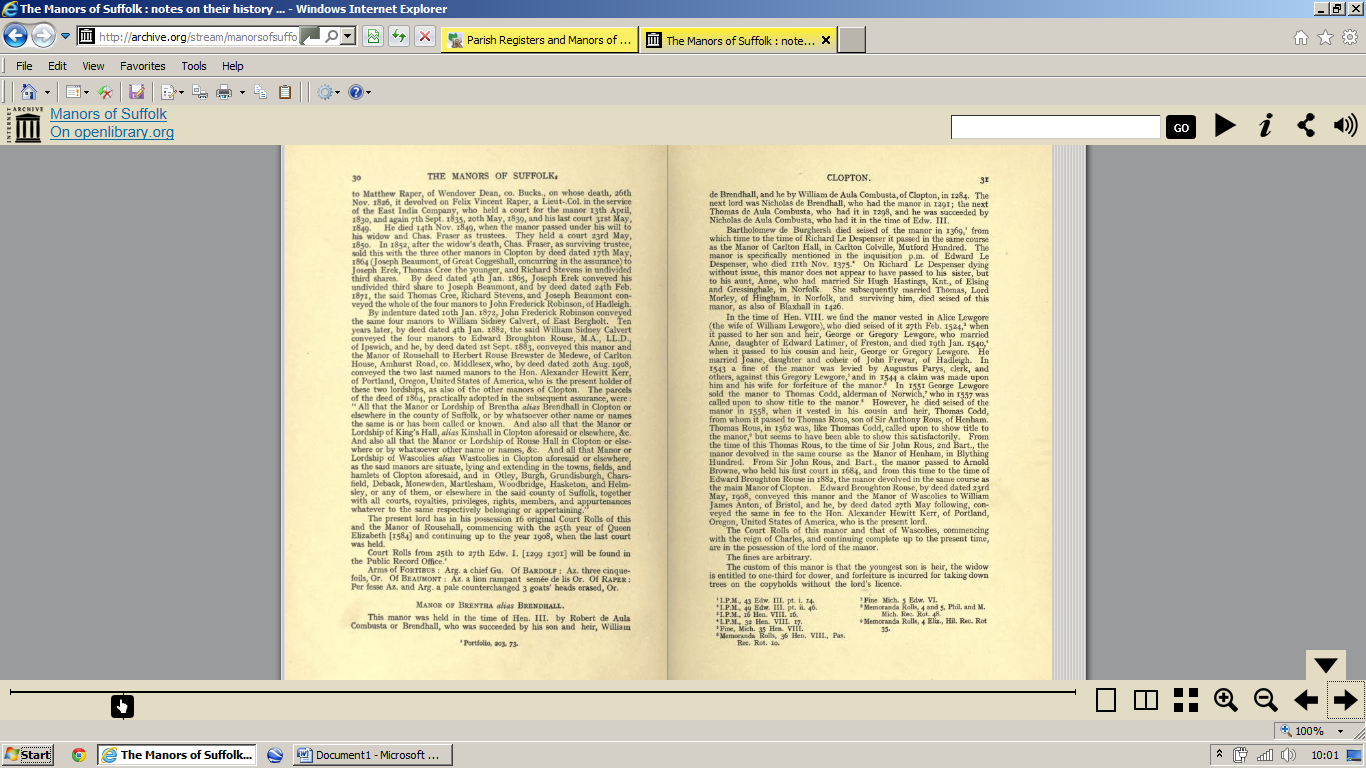 The Manors of Suffolk : notes on their history ... - Windows Internet Explorer
http://archive.org/stream/manorsofsuffo
Parish Registers and Manors of ...
The Manors of Suffolk : note...
File Edit View Favorites Tools Help
INTERNET ARCHIVE
Manors of Suffolk
On openlibrary.org
GO
30 THE MANORS OF SUFFOLK.
to Matthew Raper, of Wendover Dean, co. Bucks., on whose death, 26th
Nov. 1826, it devolved on Felix Vincent Raper, a Lieut-.Col. in the service
of the East India Company, who held a court for the manor 13th April,
1830, and again 7th Sept. 1835, 20th May, 1839, and his last court 31st May,
1849. He died 14th Nov. 1849, when the manor passed under his will to
his widow and Chas. Fraser as trustees. They held a court 23rd May,
1850. In 1852, after the widow's death, Chas. Fraser, as surviving trustee,
sold this with the three other manors in Clopton by deed dated 17th May,
1864 (Joseph Beaumont, of Great Coggeshall, concurring in the assurance) to
Joseph Erek, Thomas Cree the younger, and Richard Stevens in undivided
third shares. By deed dated 4th Jan. 1865, Joseph Erek conveyed his
undivided third share to Joseph Beaumont, and by deed dated 24th Feb.
1871, the said Thomas Cree, Richard Stevens, and Joseph Beaumont con-
veyed the whole of the four manors to John Frederick Robinson, of Hadleigh.
By indenture dated 10th Jan. 1872, John Frederick Robinson conveyed
the same four manors to William Sidney Calvert, of East Bergholt. Ten
years later, by deed dated 4th Jan. 1882, the said William Sidney Calvert
conveyed the four manors to Edward Broughton Rouse, M.A., LL.D.,
of Ipswich, and he, by deed dated 1st Sept. 1883, conveyed this manor and
the Manor of Rousehall to Herbert Rouse Brewster de Medewe, of Carlton
House, Amhurst Road, co. Middlesex, who, by deed dated 20th Aug. 1908,
conveyed the two last named manors to the Hon. Alexander Hewitt Kerr,
of Portland, Oregon, United States of America, who is the present holder of
these two lordships, as also of the other manors of Clopton. The parcels
of the deed of 1864, practically adopted in the subsequent assurance, were :
" All that the Manor or Lordship of Brentha alias Brendhall in Clopton or
elsewhere in the county of Suffolk, or by whatsoever other name or names
the same is or has been called or known. And also all that the Manor or
Lordship of King's Hall, alias Kinshall in Clopton aforesaid or elsewhere, &c.
And also all that the Manor or Lordship of Rouse Hall in Clopton or else-
where or by whatsoever other name or names, &c. And all that Manor or
Lordship of Wascolies alias Wastcolies in Clopton aforesaid or elsewhere,
as the said manors are situate, lying and extending in the towns, fields, and
hamlets of Clopton aforesaid, and in Otley, Burgh, Grundisburgh, Chars-
field, Deback, Monewden, Martlesham, Woodbridge, Hasketon, and Helm-
sley, or any of them, or elsewhere in the said county of Suffolk, together
with all courts, royalties, privileges, rights, members, and appurtenances
whatever to the same respectively belonging or appertaining."
The present lord has in his possession 16 original Court Rolls of this
and the Manor of Rousehall, commencing with the 25th year of Queen
Elizabeth [1584] and continuing up to the year 1908, when the last court
was held.
Court Rolls from 25th to 27th Edw. I. [1299 1301] will be found in
the Public Record Office.¹
Arms of FORTIBUS : Arg. a chief Gu. Of BARDOLF : Az. three cinque-
foils, Or. Of BEAUMONT : Az. a lion rampant semée de lis Or. Of RAPER :
Per fesse Az. and Arg. a pale counterchanged 3 goats' heads erased, Or.
MANOR OF BRENTHA alias BRENDHALL.
This manor was held in the time of Hen. III. by Robert de Aula
Combusta or Brendhall, who was succeeded by his son and heir, William
¹ Portfolio, 203, 73.
CLOPTON. 31
de Brendhall, and he by William de Aula Combusta, of Clopton, in 1284. The
next lord was Nicholas de Brendhall, who had the manor in 1291; the next
Thomas de Aula Combusta, who had it in 1298, and he was succeeded by
Nicholas de Aula Combusta, who had it in the time of Edw. III.
Bartholomew de Burghersh died seised of the manor in 1369,¹ from
which time to the time of Richard Le Despenser it passed in the same course
as the Manor of Carlton Hall, in Carlton Colville, Mutford Hundred. The
manor is specifically mentioned in the inquisition p.m. of Edward Le
Despenser, who died 11th Nov. 1375.² On Richard Le Despenser dying
without issue, this manor does not appear to have passed to his sister, but
to his aunt, Anne, who had married Sir Hugh Hastings, Knt., of Elsing
and Gressinghale, in Norfolk. She subsequently married Thomas, Lord
Morley, of Hingham, in Norfolk, and surviving him, died seised of this
manor, as also of Blaxhall in 1426.
In the time of Hen. VIII. we find the manor vested in Alice Lewgore
(the wife of William Lewgore), who died seised of it 27th Feb. 1524,³ when
it passed to her son and heir, George or Gregory Lewgore, who married
Anne, daughter of Edward Latimer, of Freston, and died 19th Jan. 1540,⁴
when it passed to his cousin and heir, George or Gregory Lewgore. He
married Joane, daughter and coheir of John Frewar, of Hadleigh. In
1543 a fine of the manor was levied by Augustus Parys, clerk, and
others, against this Gregory Lewgore,⁵ and in 1544 a claim was made upon
him and his wife for forfeiture of the manor.⁶ In 1551 George Lewgore
sold the manor to Thomas Codd, alderman of Norwich,⁷ who in 1557 was
called upon to show title to the manor.⁸ However, he died seised of the
manor in 1558, when it vested in his cousin and heir, Thomas Codd,
from whom it passed to Thomas Rous, son of Sir Anthony Rous, of Henham.
Thomas Rous, in 1562 was, like Thomas Codd, called upon to show title to
the manor,⁹ but seems to have been able to show this satisfactorily. From
the time of this Thomas Rous, to the time of Sir John Rous, 2nd Bart., the
manor devolved in the same course as the Manor of Henham, in Blything
Hundred. From Sir John Rous, 2nd Bart., the manor passed to Arnold
Browne, who held his first court in 1684, and from this time to the time of
Edward Broughton Rouse in 1882, the manor devolved in the same course as
the main Manor of Clopton. Edward Broughton Rouse, by deed dated 23rd
May, 1908, conveyed this manor and the Manor of Wascolies to William
James Anton, of Bristol, and he, by deed dated 27th May following, con-
veyed the same in fee to the Hon. Alexander Hewitt Kerr, of Portland,
Oregon, United States of America, who is the present lord.
The Court Rolls of this manor and that of Wascolies, commencing
with the reign of Charles, and continuing complete up to the present time,
are in the possession of the lord of the manor.
The fines are arbitrary.
The custom of this manor is that the youngest son is heir, the widow
is entitled to one-third for dower, and forfeiture is incurred for taking down
trees on the copyholds without the lord's licence.
¹ I.P.M., 43 Edw. III. pt. i. 14.
² I.P.M., 49 Edw. III. pt. ii. 46.
³ I.P.M., 16 Hen. VIII. 16.
⁴ I.P.M., 32 Hen. VIII. 17.
⁵ Fine, Mich. 35 Hen. VIII.
⁶ Memoranda Rolls, 36 Hen. VIII., Pas.
Rec. Rot. 10.
⁷ Fine Mich. 5 Edw. VI.
⁸ Memoranda Rolls, 4 and 5, Phil. and M.
Mich. Rec. Rot. 48.
⁹ Memoranda Rolls, 4 Eliz., Hil. Rec. Rot
35.
100%
Start
The Manors of Suffolk...
Document1 - Microsoft ...
10:01